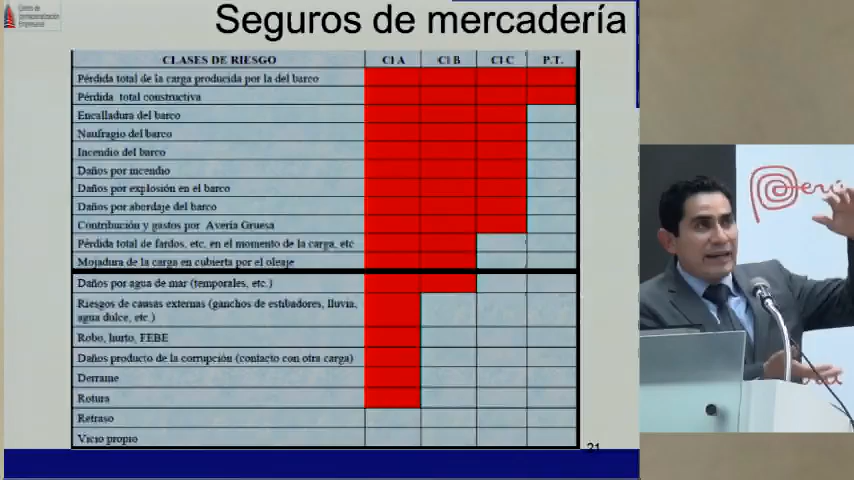 Centro de
Internacionalización
Empresarial
Seguros de mercadería
CLASES DE RIESGO Cl A Cl B Cl C P.T.
Pérdida total de la carga producida por la del barco
Pérdida total constructiva
Encalladura del barco
Naufragio del barco
Incendio del barco
Daños por incendio
Daños por explosión en el barco
Daños por abordaje del barco
Contribución y gastos por Avería Gruesa
Pérdida total de fardos, etc, en el momento de la carga, etc
Mojadura de la carga en cubierta por el oleaje
Daños por agua de mar (temporales, etc.)
Riesgos de causas externas (ganchos de estibadores, lluvia,
agua dulce, etc.)
Robo, hurto, FEBE
Daños producto de la corrupción (contacto con otra carga)
Derrame
Rotura
Retraso
Vicio propio
21
Perú